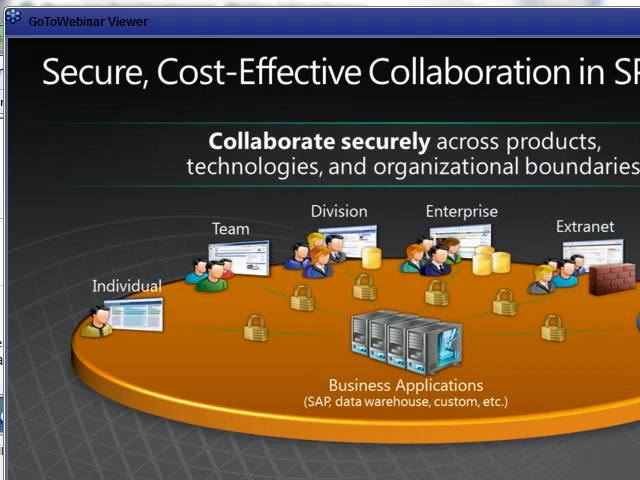 GoToWebinar Viewer
Secure, Cost-Effective Collaboration in
Collaborate securely across products,
technologies, and organizational boundaries
Division
Enterprise
Team
Extranet
Individual
Business Applications
(SAP, data warehouse, custom, etc.)